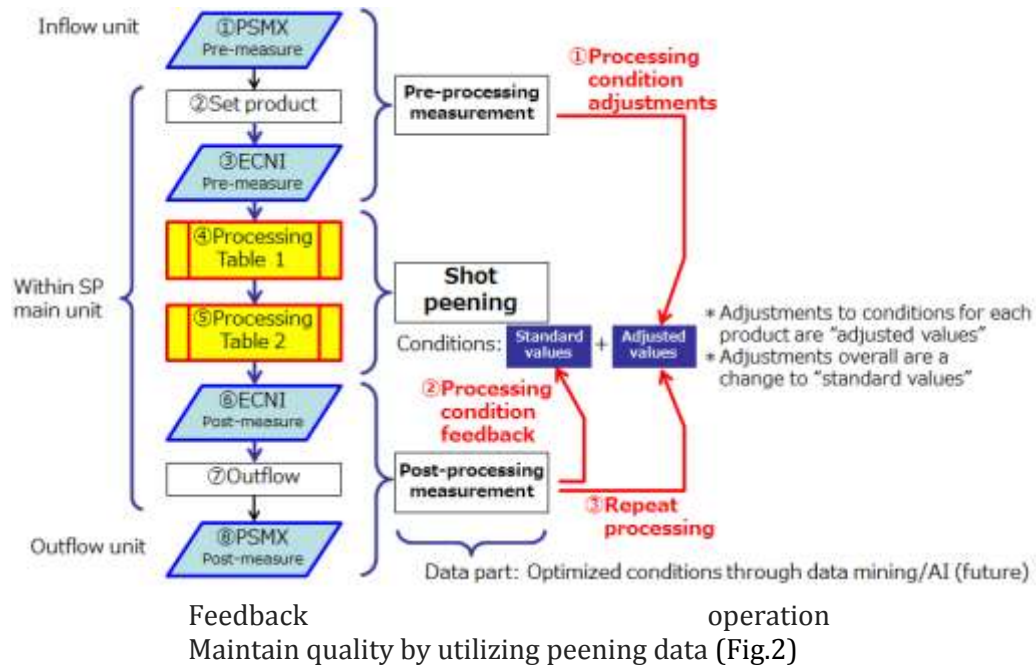 Inflow unit
①PSMX
Pre-measure
②Set product
③ECNI
Pre-measure
Pre-processing
measurement
①Processing
condition
adjustments
Within SP
main unit
④Processing
Table 1
⑤Processing
Table 2
Shot
peening
Conditions: Standard values + Adjusted values
* Adjustments to conditions for each
product are “adjusted values”
* Adjustments overall are a
change to “standard values”
⑥ECNI
Post-measure
⑦Outflow
②Processing
condition
feedback
Post-processing
measurement
③Repeat
processing
Outflow unit
⑧PSMX
Post-measure
Data part: Optimized conditions through data mining/AI (future)
Feedback operation
Maintain quality by utilizing peening data (Fig.2)